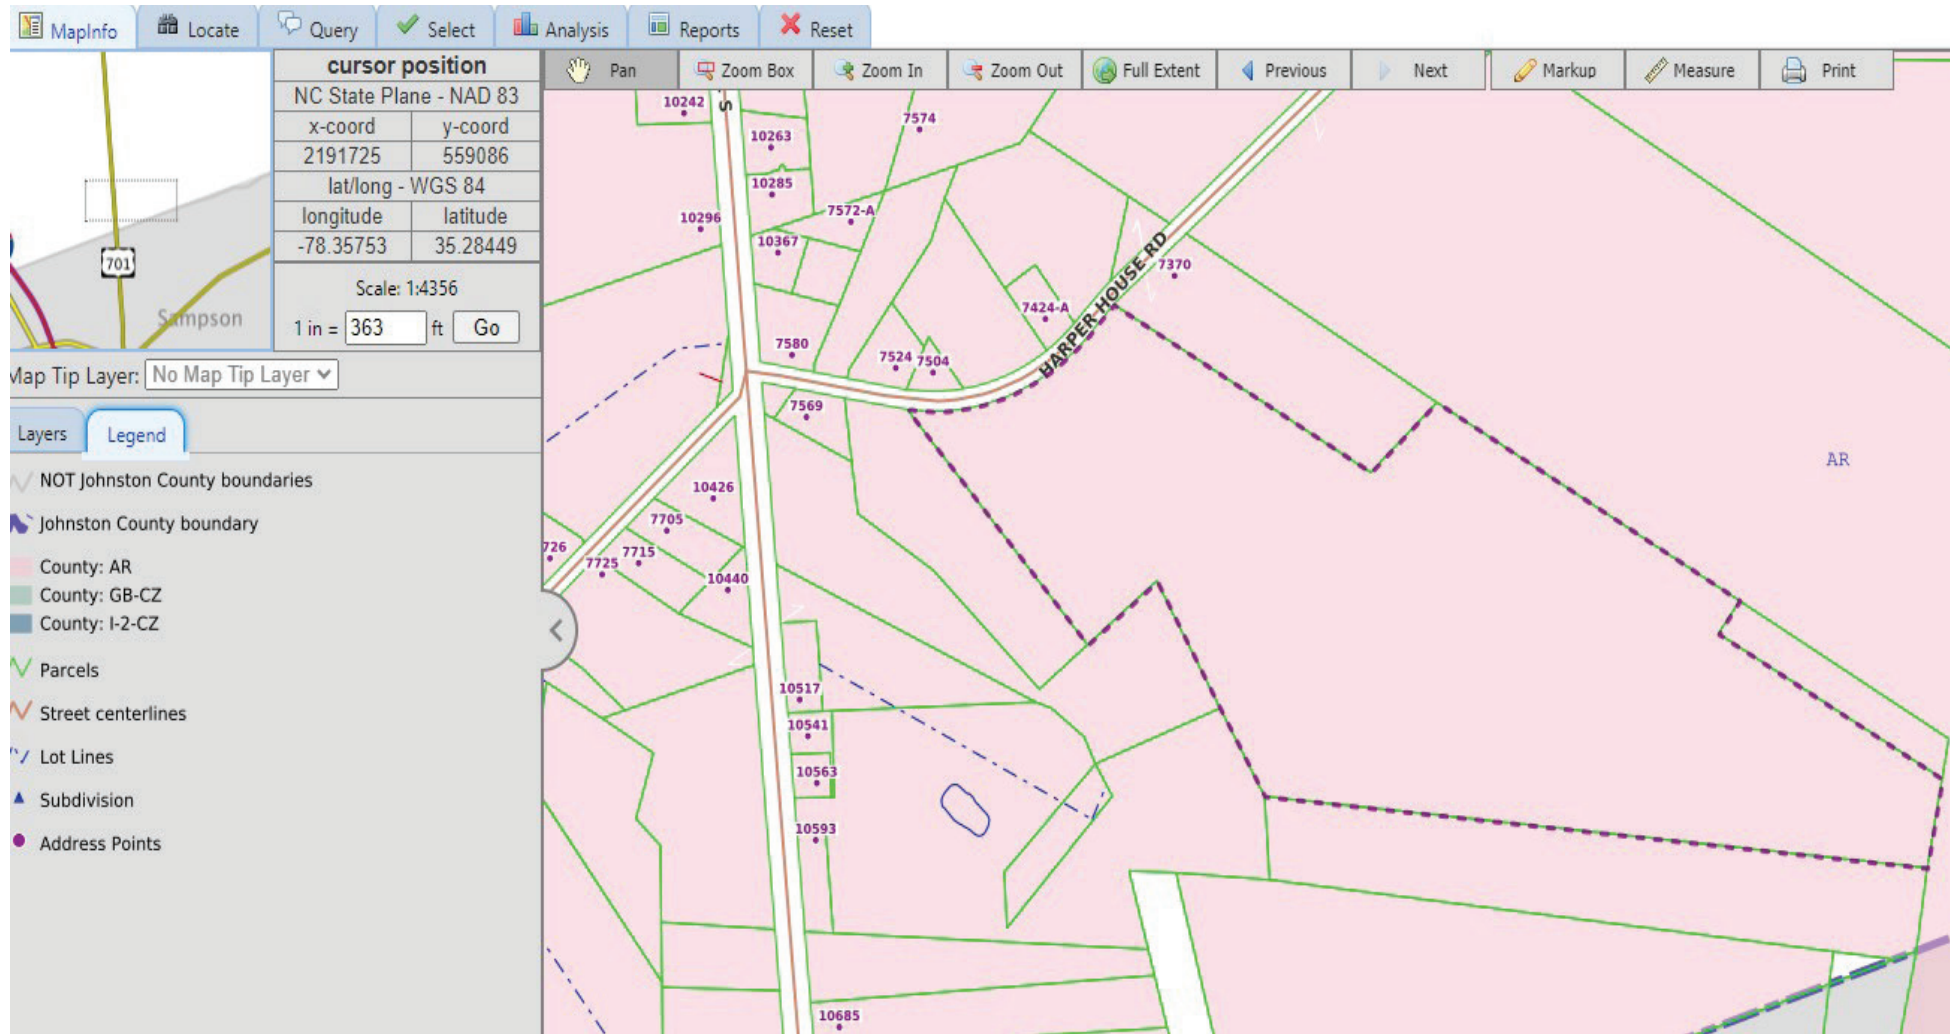 MapInfo
Locate
Query
Select
Analysis
Reports
Reset
cursor position
NC State Plane - NAD 83
x-coord y-coord
2191725 559086
lat/long - WGS 84
longitude latitude
-78.35753 35.28449
Scale: 1:4356
1 in = 363 ft Go
701
Sampson
Map Tip Layer: No Map Tip Layer
Layers
Legend
NOT Johnston County boundaries
Johnston County boundary
County: AR
County: GB-CZ
County: I-2-CZ
Parcels
Street centerlines
Lot Lines
Subdivision
Address Points
Pan
Zoom Box
Zoom In
Zoom Out
Full Extent
Previous
Next
Markup
Measure
Print
10242
S
10263
7574
10285
10296
7572-A
10367
HARPER HOUSE RD
7370
7424-A
7580
7524
7504
7569
AR
10426
7705
726
7725
7715
10440
10517
10541
10563
10593
10685